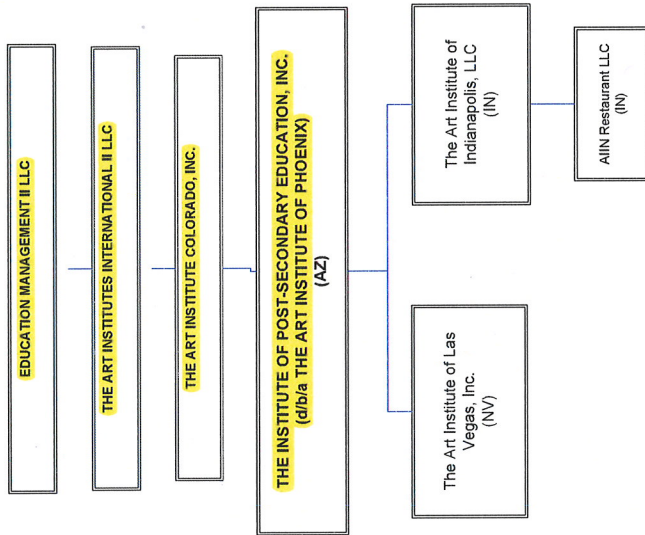 EDUCATION MANAGEMENT II LLC
THE ART INSTITUTES INTERNATIONAL II LLC
THE ART INSTITUTE COLORADO, INC.
THE INSTITUTE OF POST-SECONDARY EDUCATION, INC.
(d/b/a THE ART INSTITUTE OF PHOENIX)
(AZ)
The Art Institute of Las
Vegas, Inc.
(NV)
The Art Institute of
Indianapolis, LLC
(IN)
AIIN Restaurant LLC
(IN)